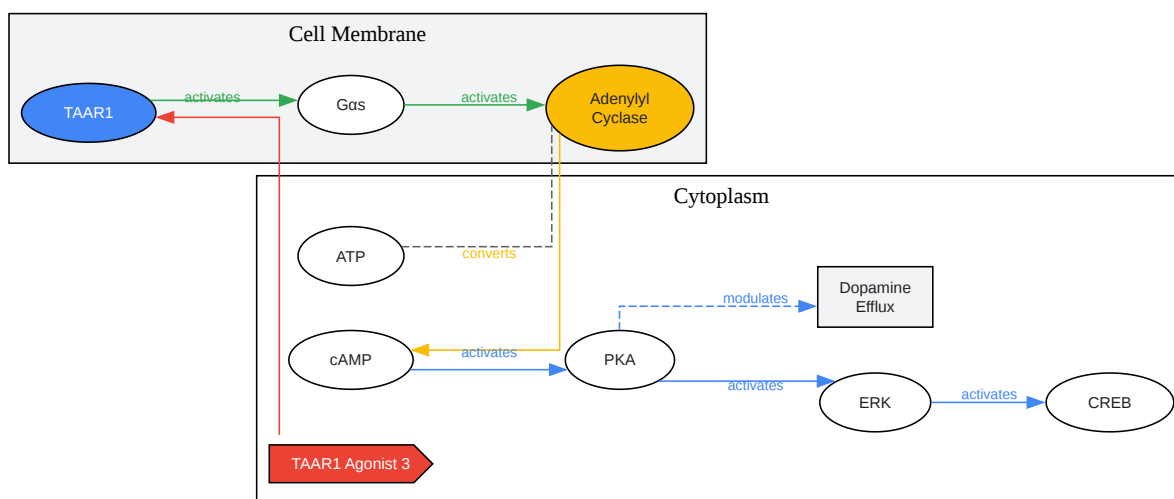 Cell Membrane
TAAR1
activates
Gαs
activates
Adenylyl
Cyclase
Cytoplasm
ATP
converts
modulates
Dopamine
Efflux
cAMP
activates
PKA
activates
ERK
activates
CREB
TAAR1 Agonist 3